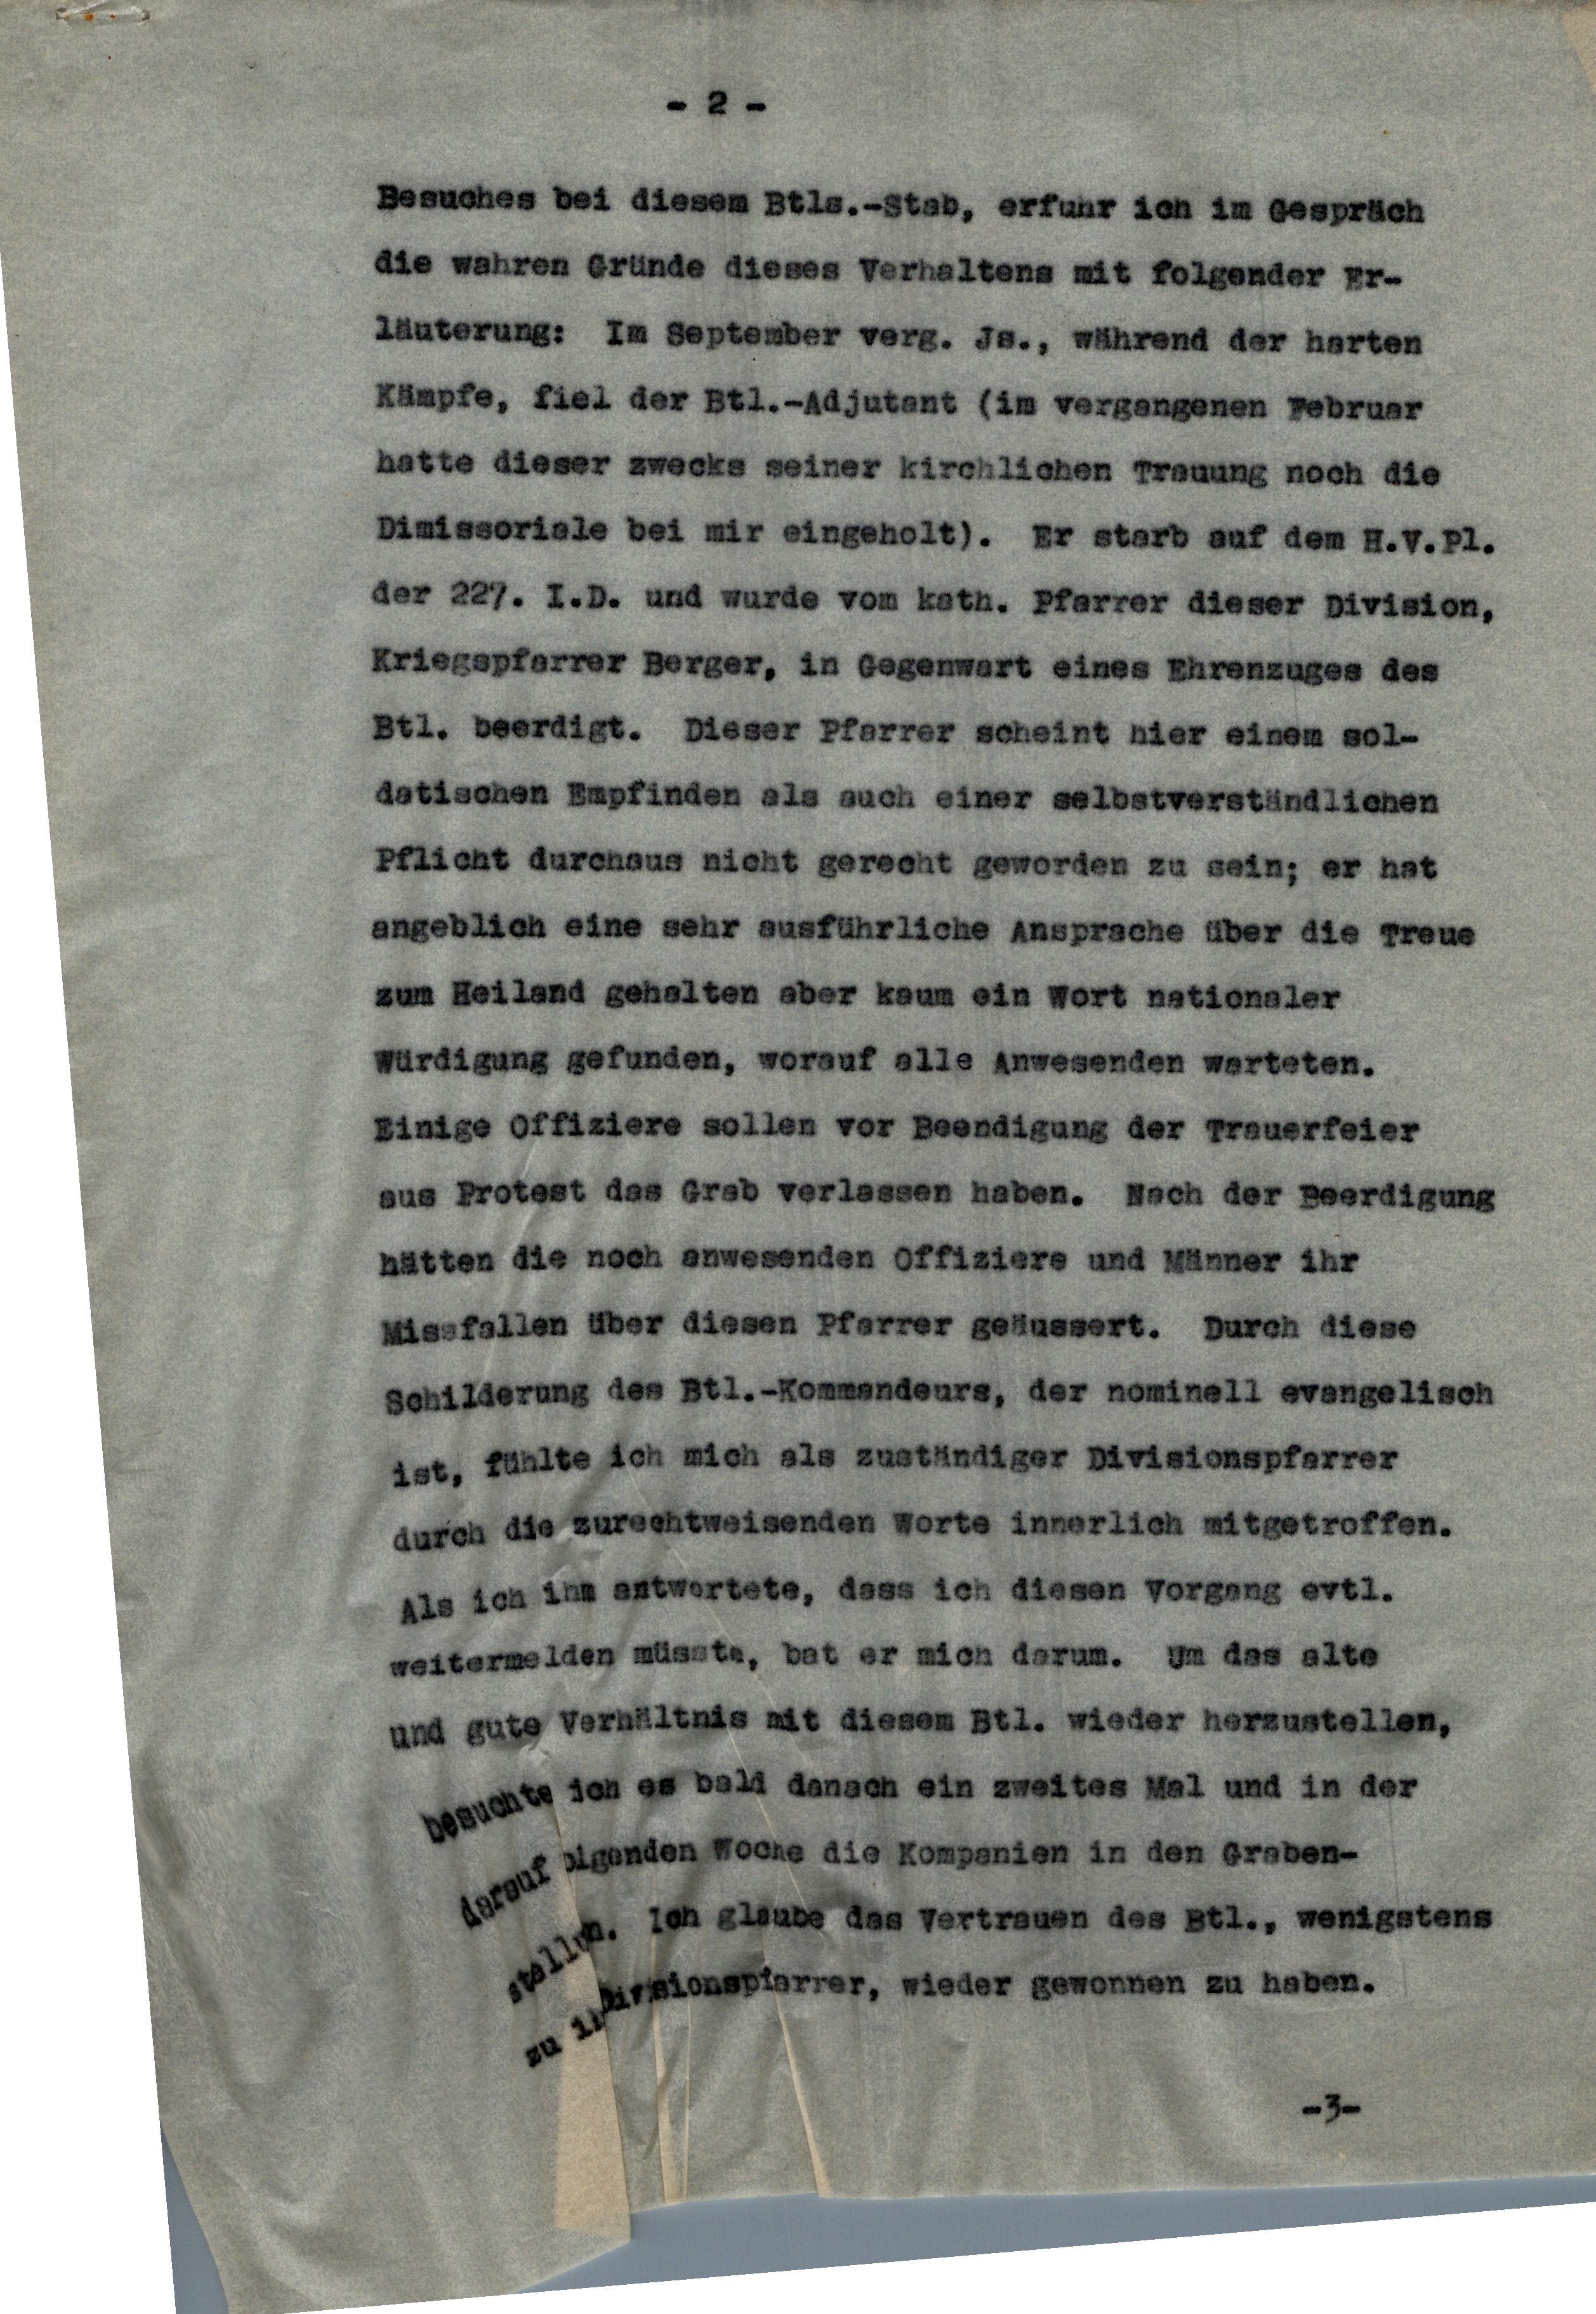 - 2 -
Besuches bei diesem Btls.-Stab, erfuhr ich im Gespräch
die wahren Gründe dieses Verhaltens mit folgender Er-
läuterung: Im September verg. Js., während der harten
Kämpfe, fiel der Btl.-Adjutant (im vergangenen Februar
hatte dieser zwecks seiner kirchlichen Trauung noch die
Dimissoriale bei mir eingeholt). Er starb auf dem H.V.Pl.
der 227. I.D. und wurde vom kath. Pfarrer dieser Division,
Kriegspfarrer Berger, in Gegenwart eines Ehrenzuges des
Btl. beerdigt. Dieser Pfarrer scheint hier einem sol-
datischen Empfinden als auch einer selbstverständlichen
Pflicht durchaus nicht gerecht geworden zu sein; er hat
angeblich eine sehr ausführliche Ansprache über die Treue
zum Heiland gehalten aber kaum ein Wort nationaler
Würdigung gefunden, worauf alle Anwesenden warteten.
Einige Offiziere sollen vor Beendigung der Trauerfeier
aus Protest das Grab verlassen haben. Nach der Beerdigung
hätten die noch anwesenden Offiziere und Männer ihr
Missfallen über diesen Pfarrer geäussert. Durch diese
Schilderung des Btl.-Kommandeurs, der nominell evangelisch
ist, fühlte ich mich als zuständiger Divisionspfarrer
durch die zurechtweisenden Worte innerlich mitgetroffen.
Als ich ihm antwortete, dass ich diesen Vorgang evtl.
weitermelden müsste, bat er mich darum. Um das alte
und gute Verhältnis mit diesem Btl. wieder herzustellen,
besuchte ich es bald danach ein zweites Mal und in der
darauf olgenden Woche die Kompanien in den Graben-
stellen. Ich glaube das Vertrauen des Btl., wenigstens
zu Divisionspfarrer, wieder gewonnen zu haben.
-3-